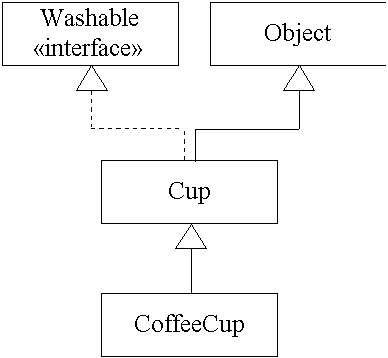 Washable
«interface»
Object
Cup
CoffeeCup